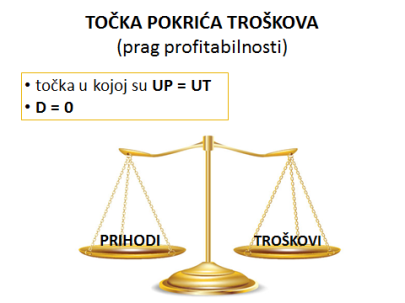 TOČKA POKRIĆA TROŠKOVA
(prag profitabilnosti)
• točka u kojoj su UP = UT
• D = 0
PRIHODI
TROŠKOVI